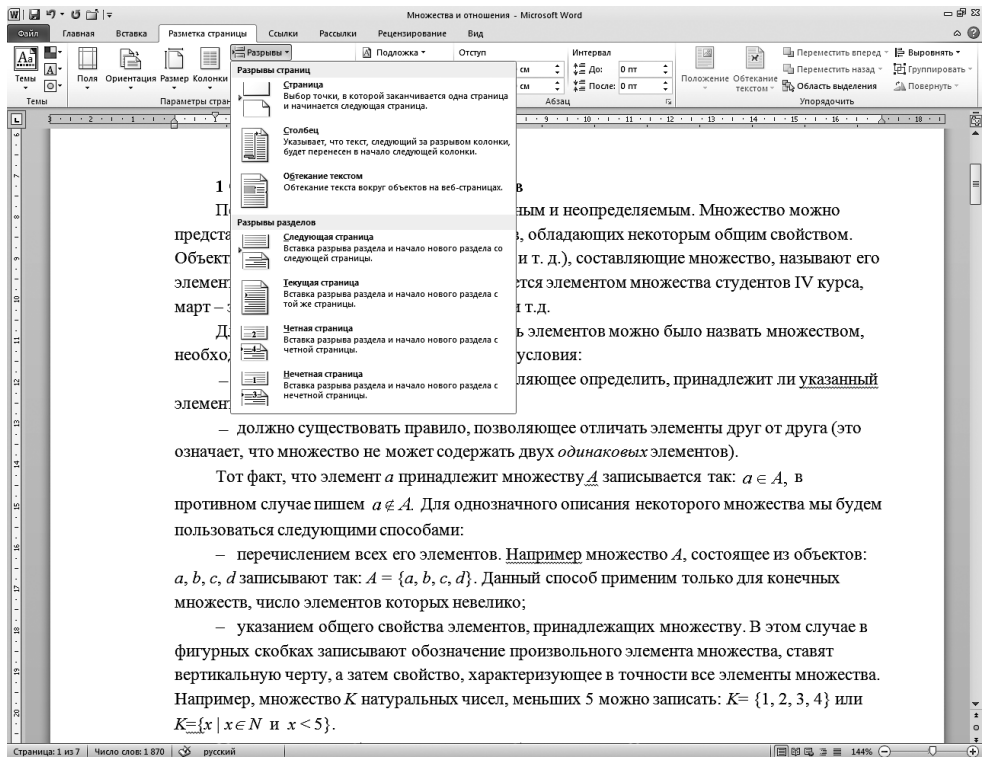 Множества и отношения - Microsoft Word
Файл Главная Вставка Разметка страницы Ссылки Рассылки Рецензирование Вид
Разрывы Подложка Отступ Интервал Переместить вперед Выровнять
Темы Поля Ориентация Размер Колонки см До: 0 пт Положение Обтекание текстом Переместить назад Группировать
см После: 0 пт Область выделения Повернуть
Темы Параметры стран Абзац Упорядочить
Разрывы страниц
Страница
Выбор точки, в которой заканчивается одна страница
и начинается следующая страница.
Столбец
Указывает, что текст, следующий за разрывом колонки,
будет перенесен в начало следующей колонки.
Обтекание текстом
Обтекание текста вокруг объектов на веб-страницах.
Разрывы разделов
Следующая страница
Вставка разрыва раздела и начало нового раздела со
следующей страницы.
Текущая страница
Вставка разрыва раздела и начало нового раздела с
той же страницы.
Четная страница
Вставка разрыва раздела и начало нового раздела с
четной страницы.
Нечетная страница
Вставка разрыва раздела и начало нового раздела с
нечетной страницы.
1 в
ным и неопределяемым. Множество можно
предста , обладающих некоторым общим свойством.
Объект и т. д.), составляющие множество, называют его
элемен ется элементом множества студентов IV курса,
март – и т.д.
ь элементов можно было назвать множеством,
необхо условия:
– ляющее определить, принадлежит ли указанный
элемен
– должно существовать правило, позволяющее отличать элементы друг от друга (это
означает, что множество не может содержать двух одинаковых элементов).
Тот факт, что элемент a принадлежит множеству A записывается так: a ∈ A, в
противном случае пишем a ∉ A. Для однозначного описания некоторого множества мы будем
пользоваться следующими способами:
– перечислением всех его элементов. Например множество A, состоящее из объектов:
a, b, c, d записывают так: A = {a, b, c, d}. Данный способ применим только для конечных
множеств, число элементов которых невелико;
– указанием общего свойства элементов, принадлежащих множеству. В этом случае в
фигурных скобках записывают обозначение произвольного элемента множества, ставят
вертикальную черту, а затем свойство, характеризующее в точности все элементы множества.
Например, множество K натуральных чисел, меньших 5 можно записать: K= {1, 2, 3, 4} или
K={x | x ∈ N и x < 5}.
Страница: 1 из 7 Число слов: 1 870 русский 144%